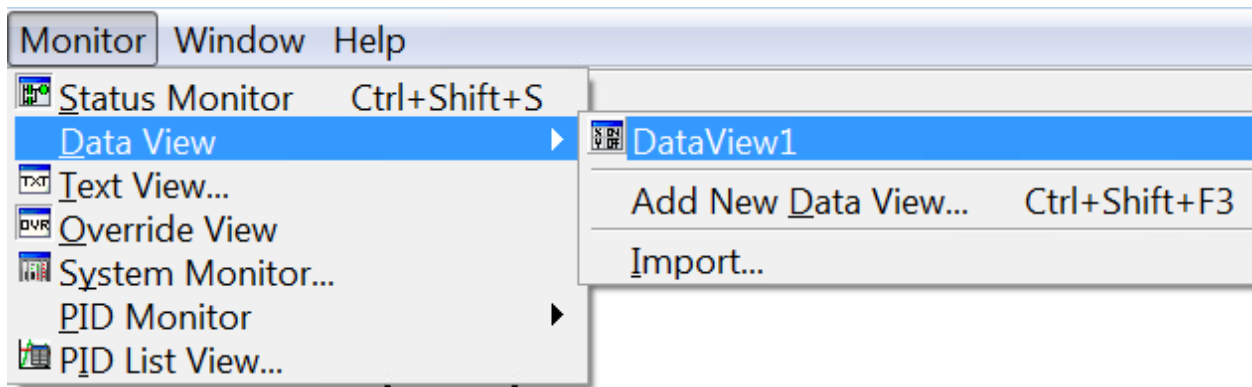 Monitor Window Help
Status Monitor Ctrl+Shift+S
Data View
Text View...
Override View
System Monitor...
PID Monitor
PID List View...
DataView1
Add New Data View... Ctrl+Shift+F3
Import...